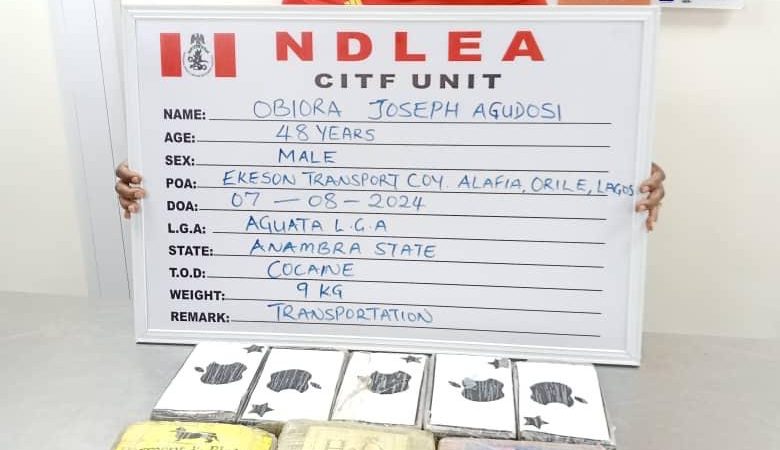 NDLEA
CITF UNIT
NAME: OBIORA JOSEPH AGUDOSI
AGE: 48 YEARS
SEX: MALE
POA: EKESON TRANSPORT COY. ALAFIA, ORILE, LAGOS
DOA: 07 - 08 - 2024
L.G.A: AGUATA L.G.A
STATE: ANAMBRA STATE
T.O.D: COCAINE
WEIGHT: 9 KG
REMARK: TRANSPORTATION